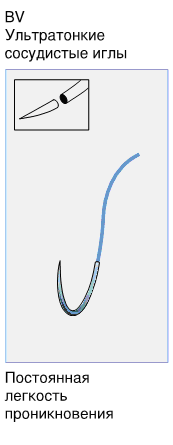 BV
Ультратонкие
сосудистые иглы
Постоянная
легкость
проникновения